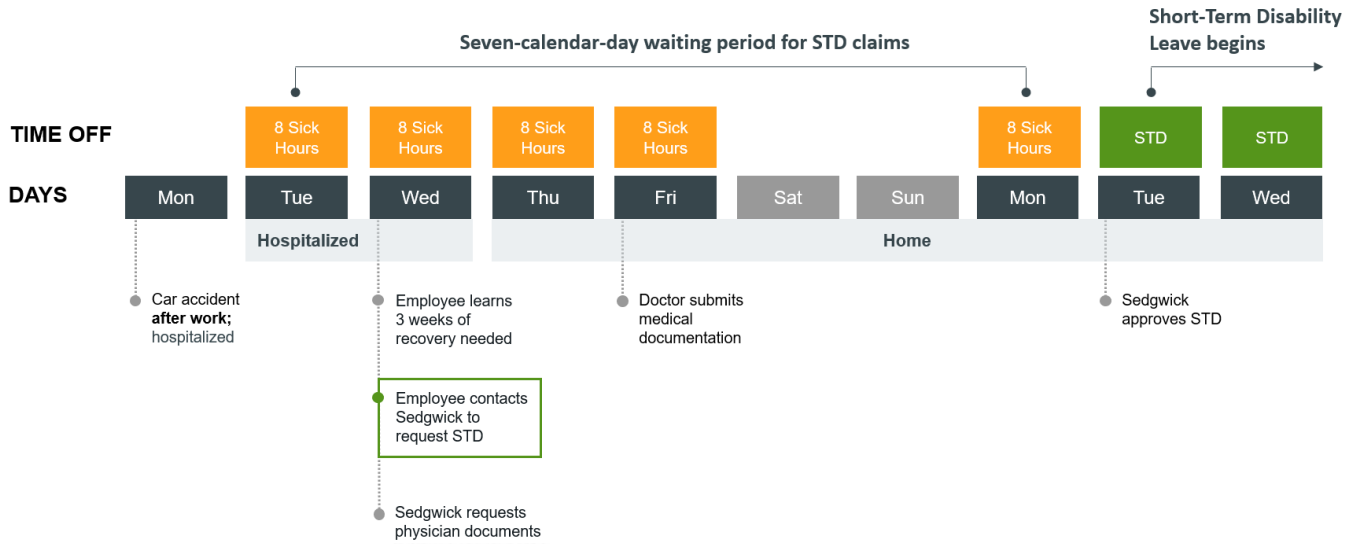 Short-Term Disability
Leave begins
Seven-calendar-day waiting period for STD claims
TIME OFF
8 Sick
Hours
8 Sick
Hours
8 Sick
Hours
8 Sick
Hours
8 Sick
Hours
STD
STD
DAYS
Mon
Tue
Wed
Thu
Fri
Sat
Sun
Mon
Tue
Wed
Hospitalized
Home
Car accident
after work;
hospitalized
Employee learns
3 weeks of
recovery needed
Employee contacts
Sedgwick to
request STD
Sedgwick requests
physician documents
Doctor submits
medical
documentation
Sedgwick
approves STD